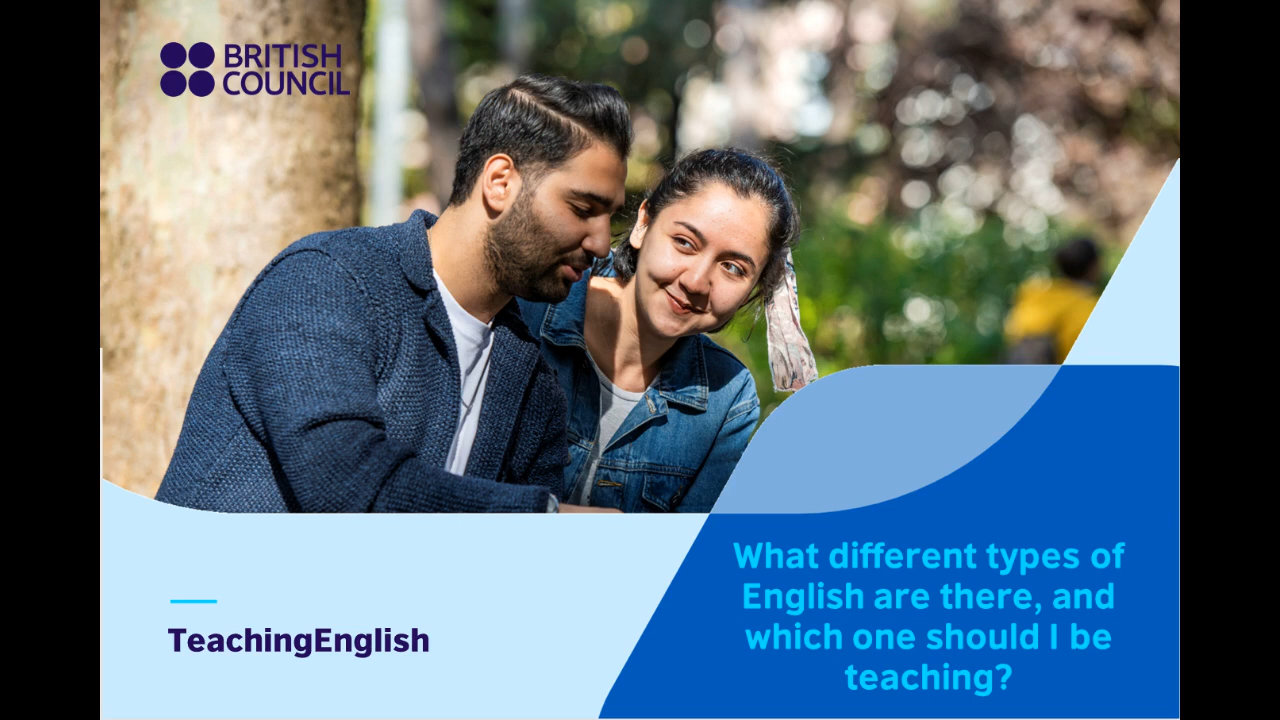 BRITISH
COUNCIL
TeachingEnglish
What different types of
English are there, and
which one should I be
teaching?